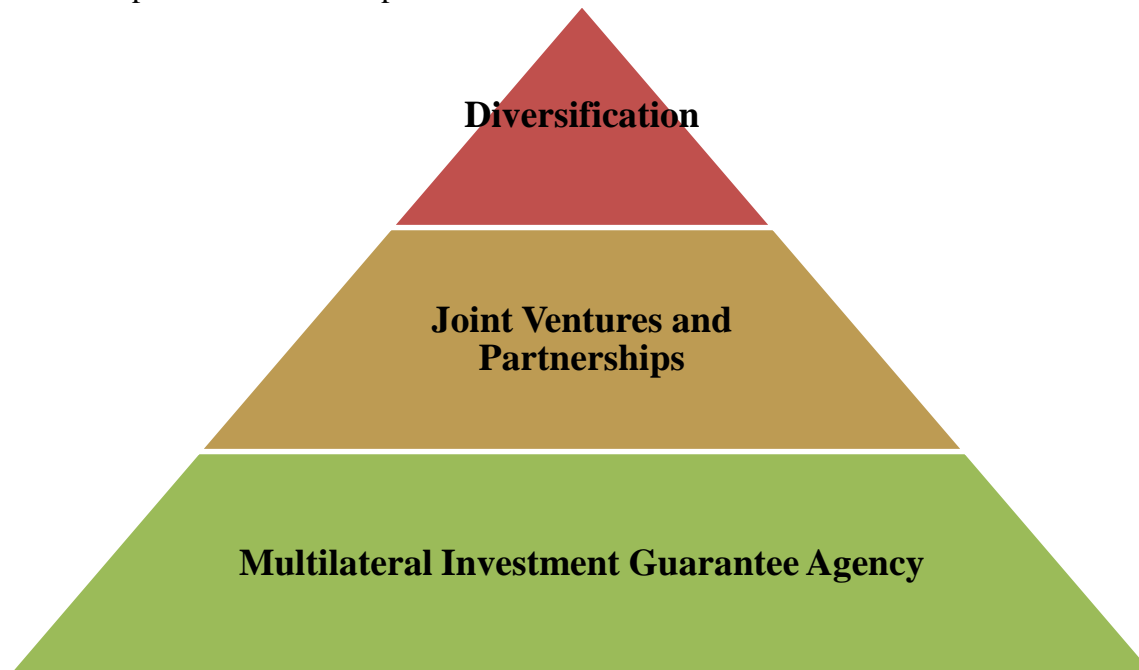 Diversification
Joint Ventures and
Partnerships
Multilateral Investment Guarantee Agency